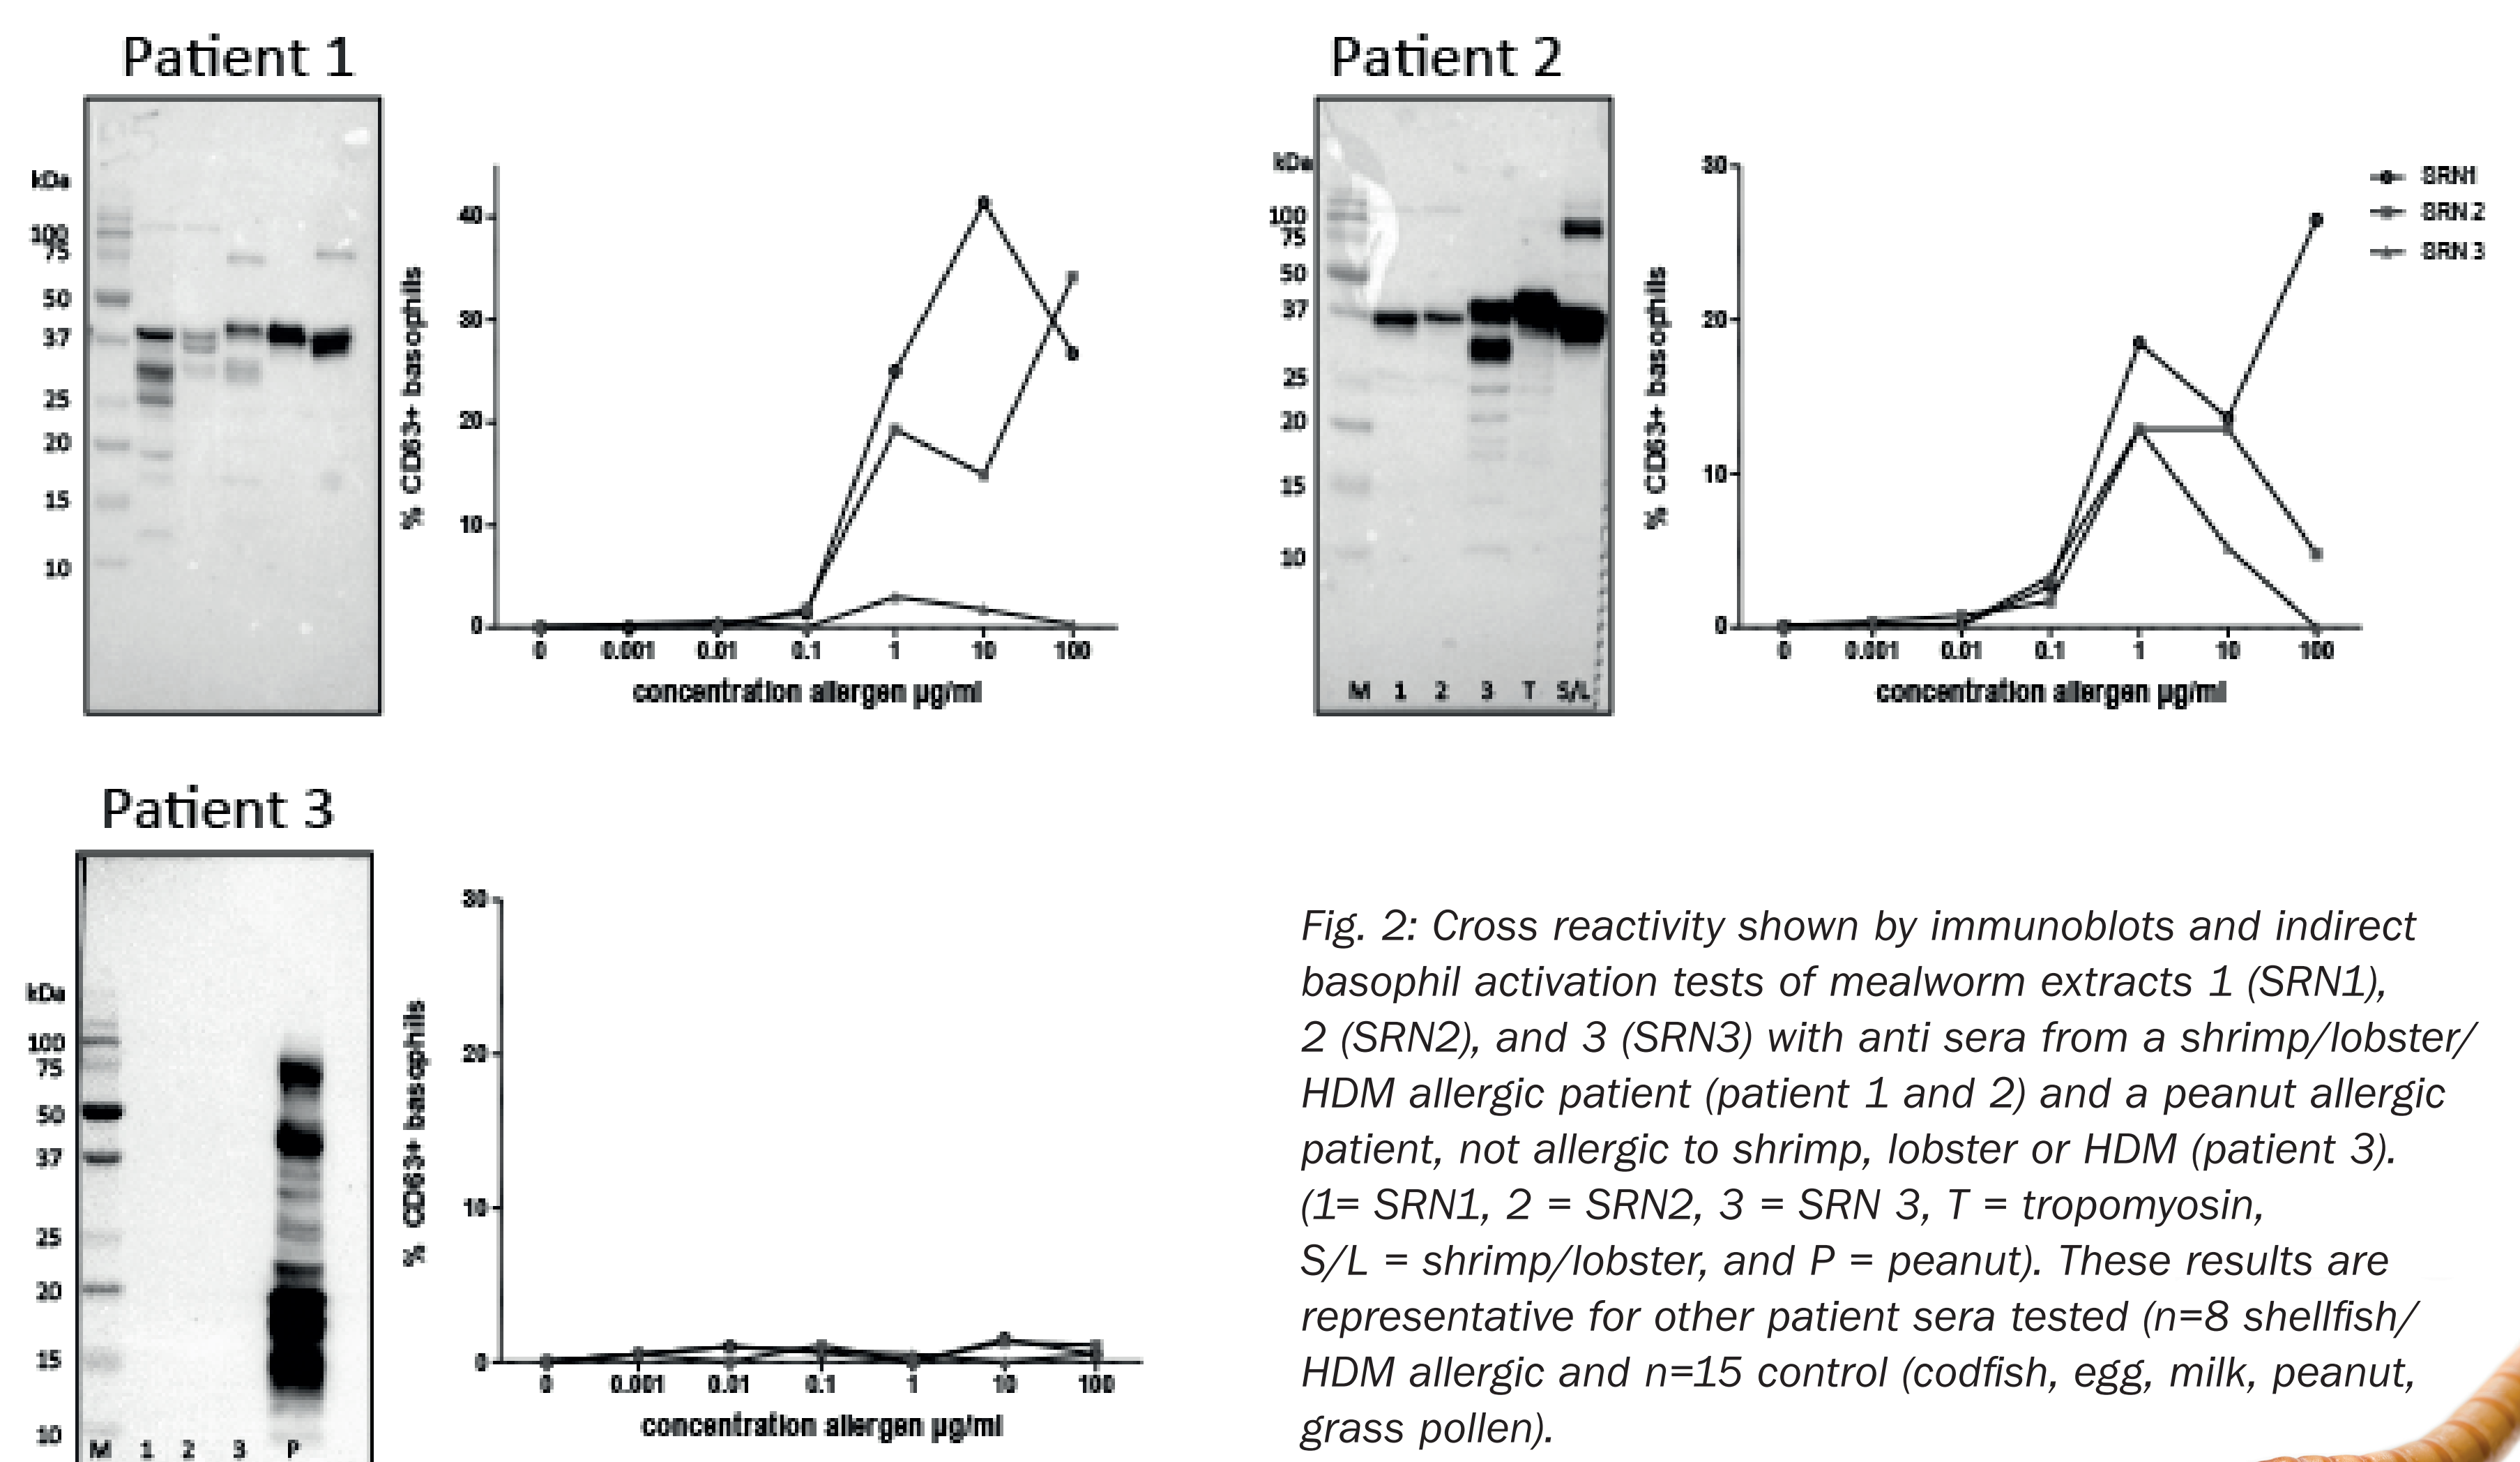 Patient 1
kDa
100
75
50
37
25
20
15
10
% CD63+ basophils
40
30
20
10
0
0 0.001 0.01 0.1 1 10 100
concentration allergen µg/ml
Patient 2
kDa
100
75
50
37
25
20
15
10
M 1 2 3 T S/L
% CD63+ basophils
30
20
10
0
0 0.001 0.01 0.1 1 10 100
concentration allergen µg/ml
SRN1
SRN 2
SRN 3
Patient 3
kDa
100
75
50
37
25
20
15
10
M 1 2 3 P
% CD63+ basophils
30
20
10
0
0 0.001 0.01 0.1 1 10 100
concentration allergen µg/ml
Fig. 2: Cross reactivity shown by immunoblots and indirect
basophil activation tests of mealworm extracts 1 (SRN1),
2 (SRN2), and 3 (SRN3) with anti sera from a shrimp/lobster/
HDM allergic patient (patient 1 and 2) and a peanut allergic
patient, not allergic to shrimp, lobster or HDM (patient 3).
(1= SRN1, 2 = SRN2, 3 = SRN 3, T = tropomyosin,
S/L = shrimp/lobster, and P = peanut). These results are
representative for other patient sera tested (n=8 shellfish/
HDM allergic and n=15 control (codfish, egg, milk, peanut,
grass pollen).